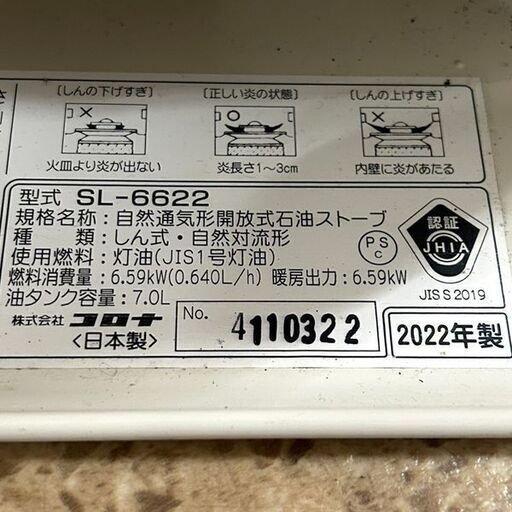 〔しんの下げすぎ〕 〔正しい炎の状態〕 〔しんの上げすぎ〕
火皿より炎が出ない 炎長さ1~3cm 内壁に炎があたる
型式 SL-6622
規格名称:自然通気形開放式石油ストーブ
種 類:しん式・自然対流形
使用燃料:灯油(JIS1号灯油)
燃料消費量:6.59kW(0.640L/h) 暖房出力:6.59kW
油タンク容量:7.0L
PS
C
認証
JHIA
JIS S 2019
株式会社 コロナ
〈日本製〉
No. 4110322
2022年製